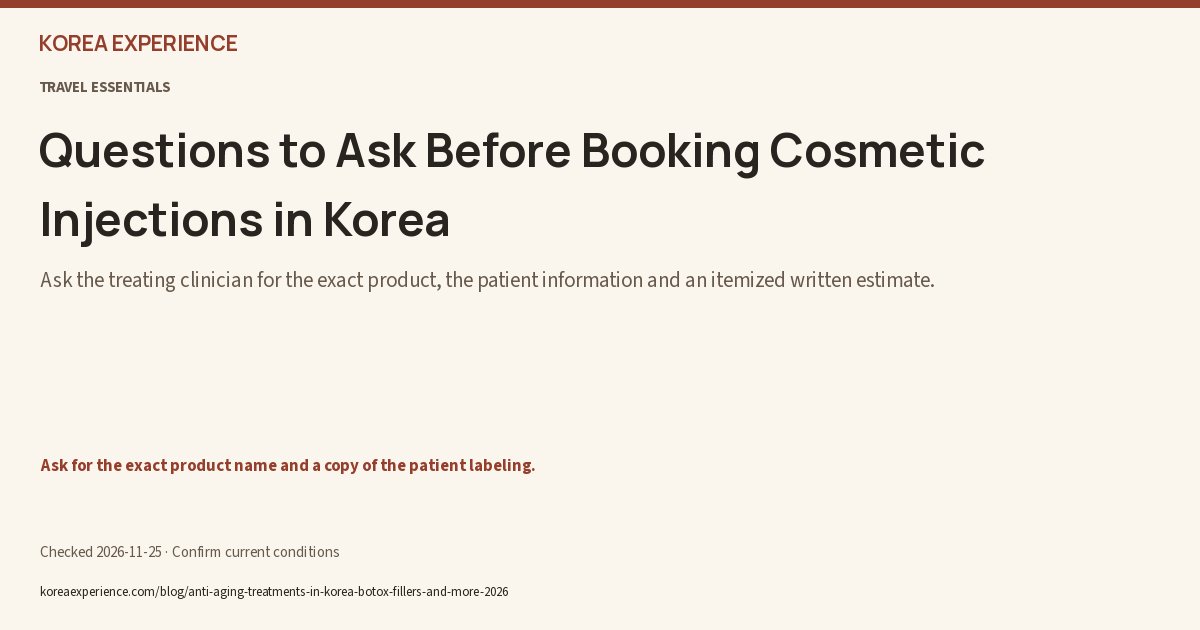 KOREA EXPERIENCE
TRAVEL ESSENTIALS
Questions to Ask Before Booking Cosmetic
Injections in Korea
Ask the treating clinician for the exact product, the patient information and an itemized written estimate.
Ask for the exact product name and a copy of the patient labeling.
Checked 2026-11-25 · Confirm current conditions
koreaexperience.com/blog/anti-aging-treatments-in-korea-botox-fillers-and-more-2026